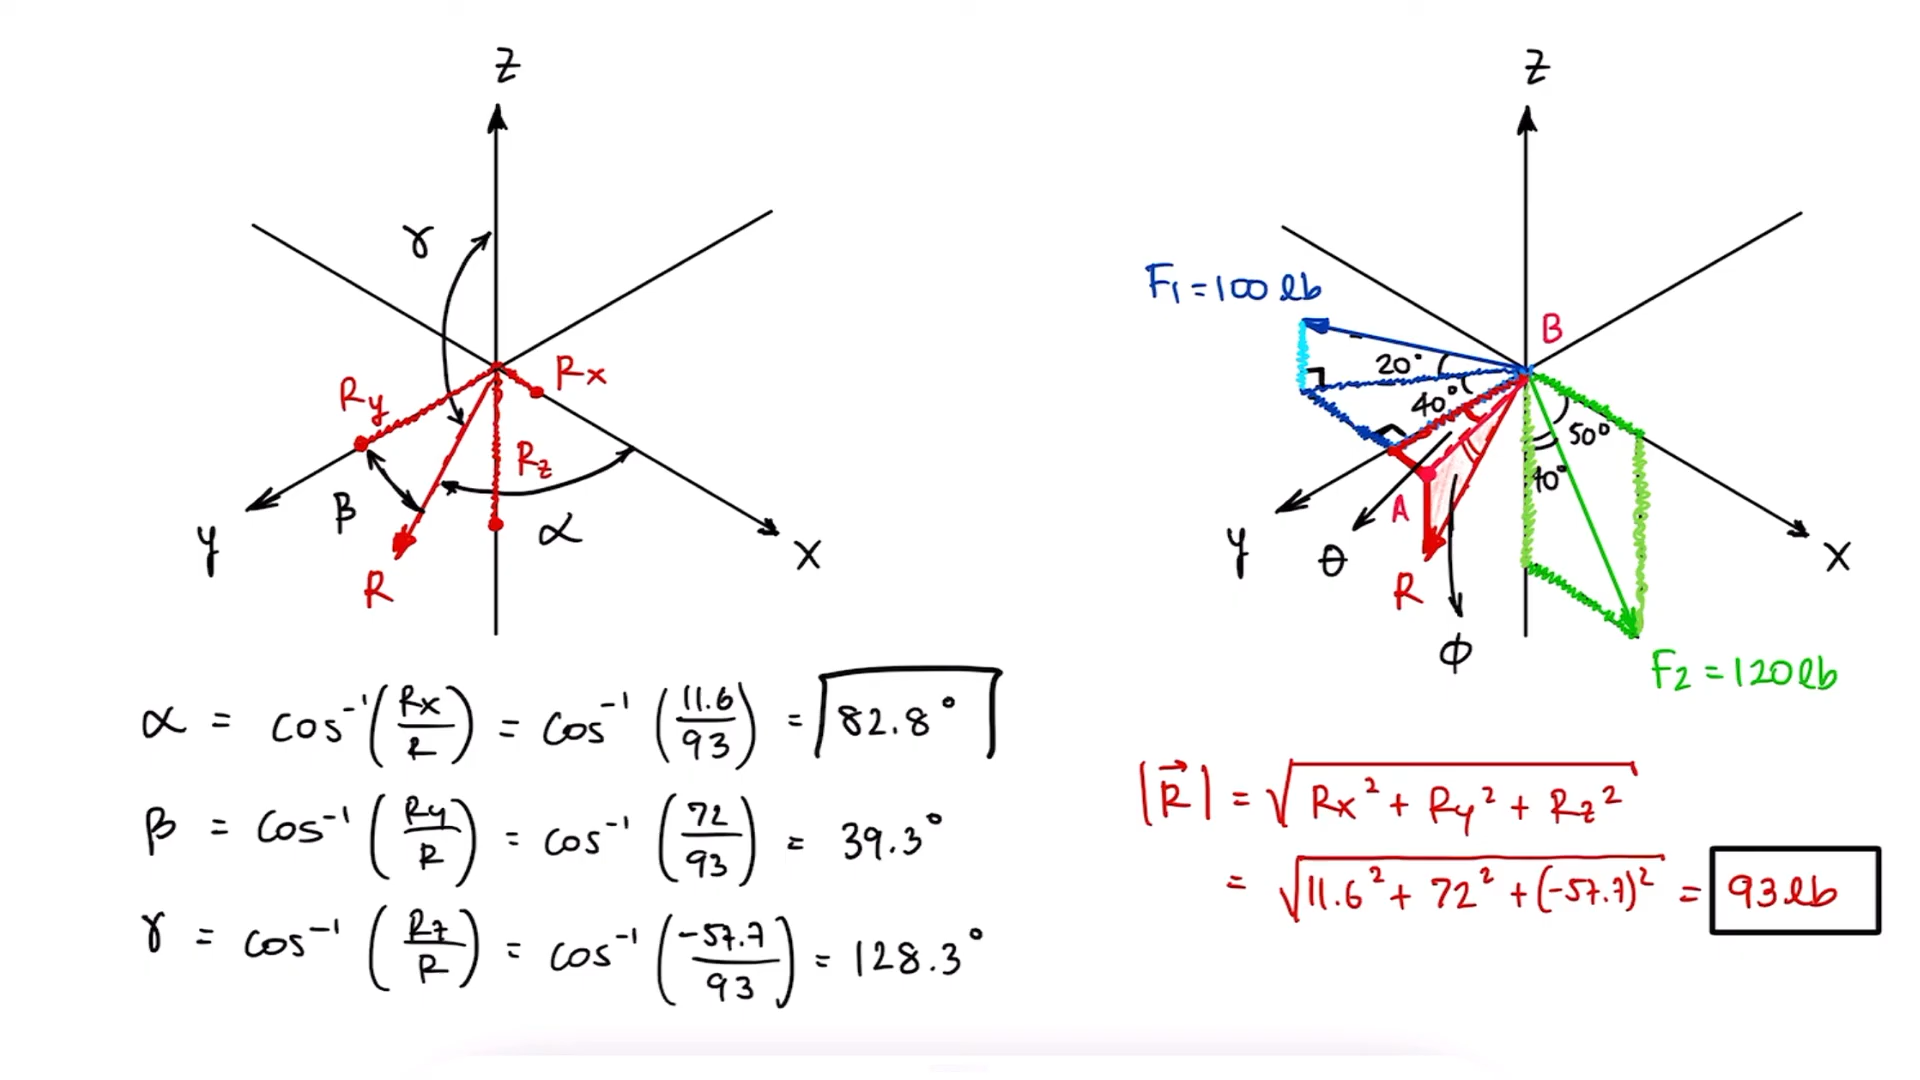 Z
γ
Rx
Ry
Rz
β
α
y
x
R
α = cos⁻¹(Rx/R) = cos⁻¹(11.6/93) = 82.8°
β = cos⁻¹(Ry/R) = cos⁻¹(72/93) = 39.3°
γ = cos⁻¹(Rz/R) = cos⁻¹(-57.7/93) = 128.3°
Z
F₁ = 100 lb
B
20°
40°
50°
40°
A
y
θ
R
x
ϕ
F₂ = 120 lb
|R⃗| = √(Rx² + Ry² + Rz²)
= √(11.6² + 72² + (-57.7)²) = 93 lb